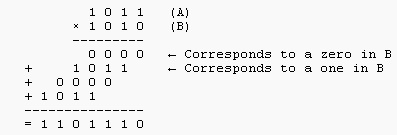 1 0 1 1 (A)
× 1 0 1 0 (B)
---------
0 0 0 0 ← Corresponds to a zero in B
+ 1 0 1 1 ← Corresponds to a one in B
+ 0 0 0 0
+ 1 0 1 1
---------------
= 1 1 0 1 1 1 0